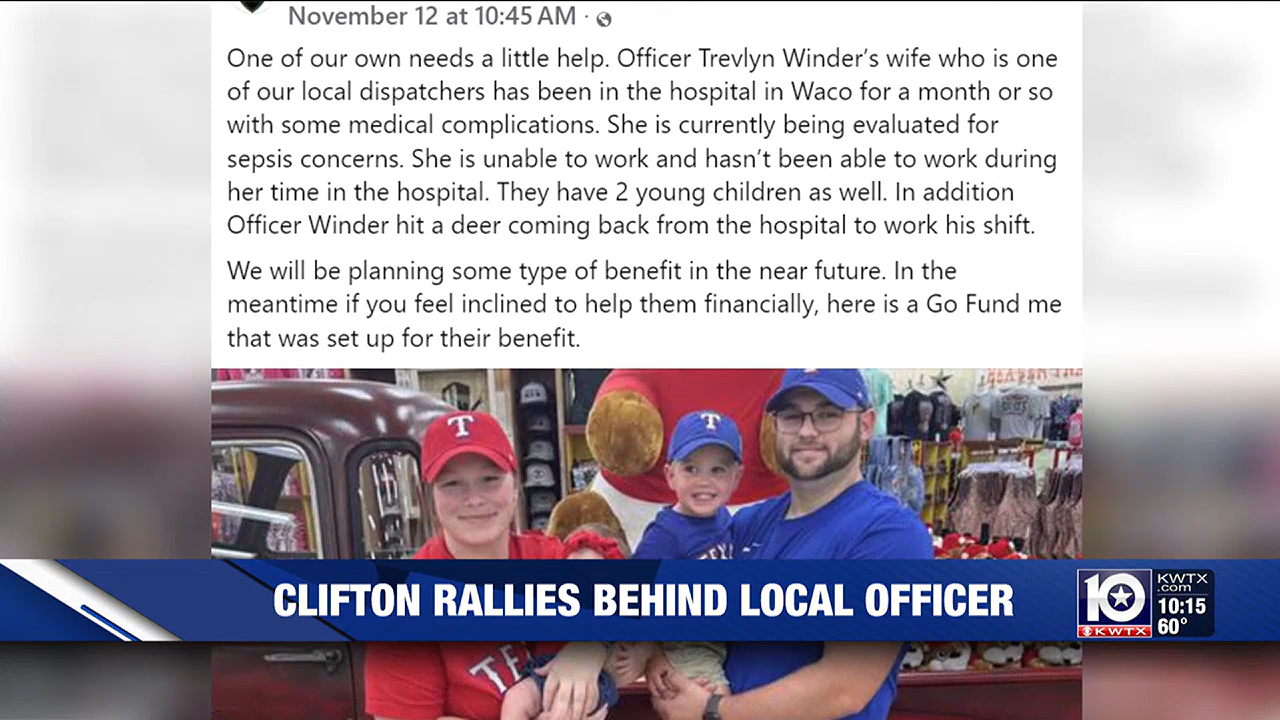 November 12 at 10:45 AM ·
One of our own needs a little help. Officer Trevlyn Winder's wife who is one
of our local dispatchers has been in the hospital in Waco for a month or so
with some medical complications. She is currently being evaluated for
sepsis concerns. She is unable to work and hasn't been able to work during
her time in the hospital. They have 2 young children as well. In addition
Officer Winder hit a deer coming back from the hospital to work his shift.
We will be planning some type of benefit in the near future. In the
meantime if you feel inclined to help them financially, here is a Go Fund me
that was set up for their benefit.
T
T
CLIFTON RALLIES BEHIND LOCAL OFFICER
10
KWTX
KWTX
.com
10:15
60°